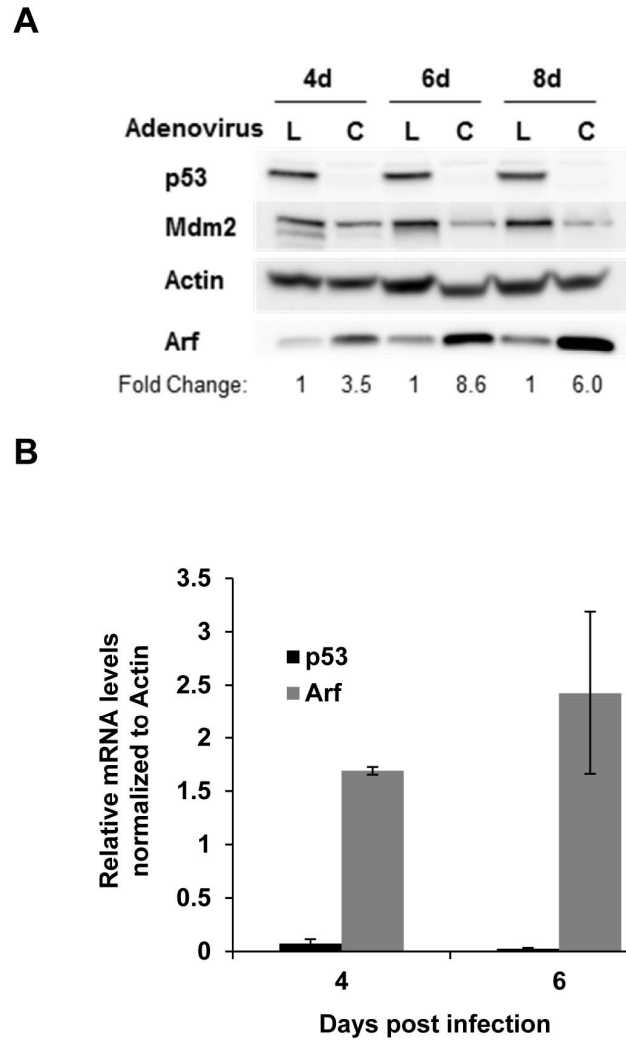 A
4d 6d 8d
Adenovirus L C L C L C
p53
Mdm2
Actin
Arf
Fold Change: 1 3.5 1 8.6 1 6.0
B
Relative mRNA levels
normalized to Actin
3.5
3
2.5
2
1.5
1
0.5
0
p53
Arf
4 6
Days post infection